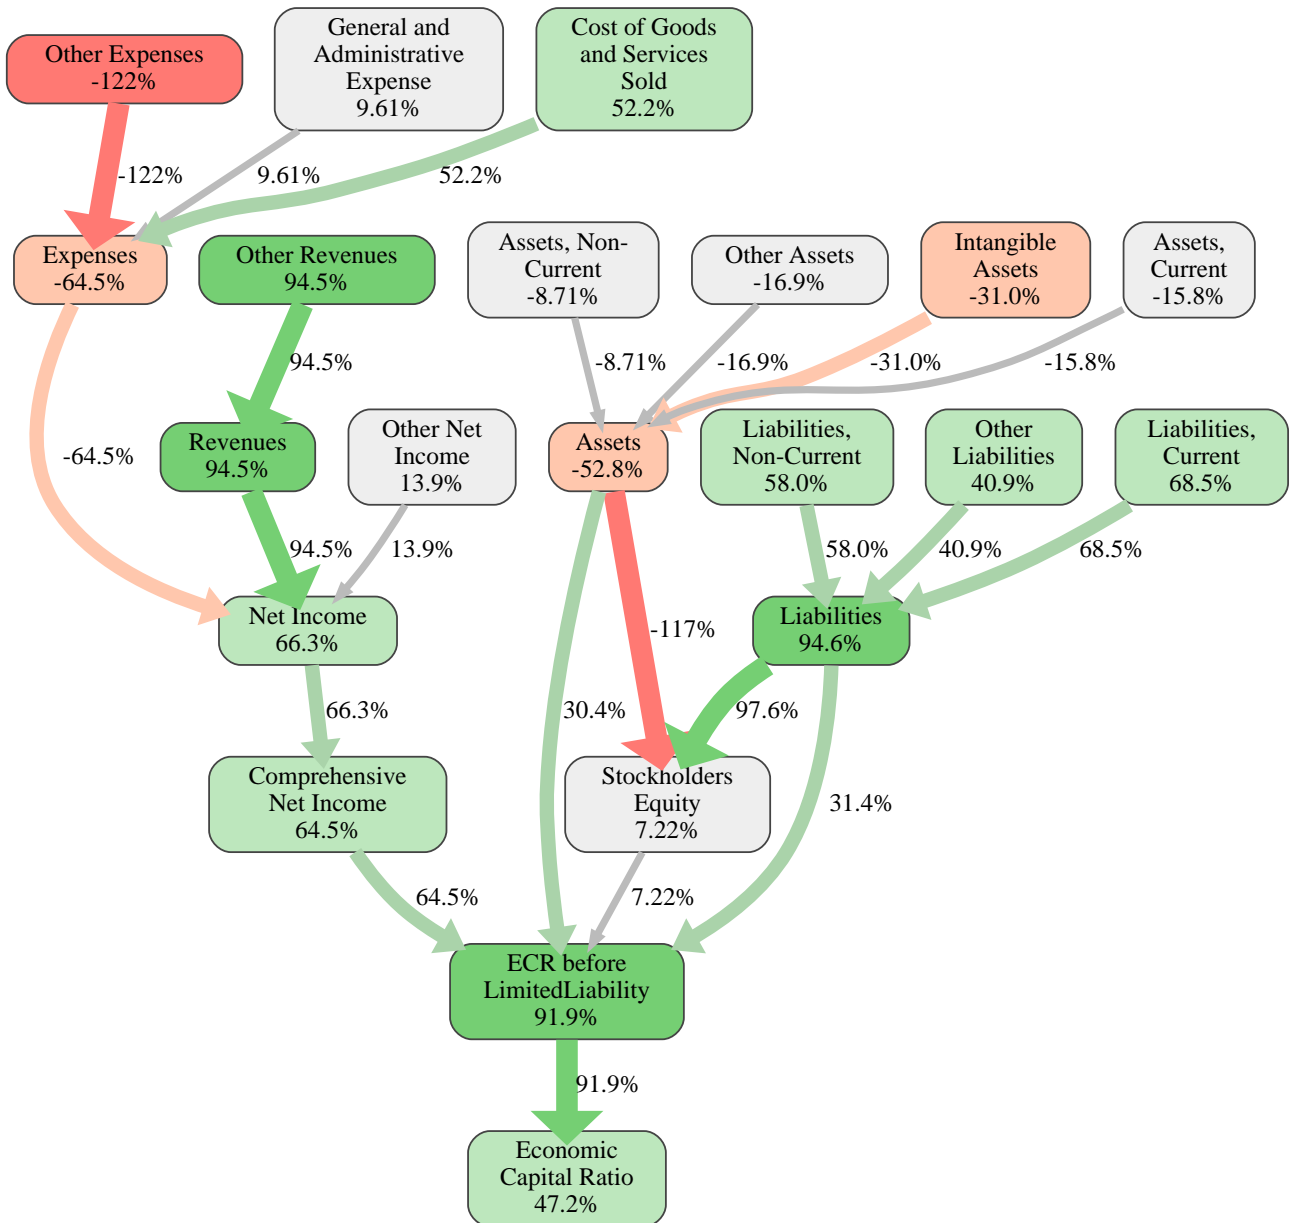 Other Expenses
-122%
General and
Administrative
Expense
9.61%
Cost of Goods
and Services
Sold
52.2%
-122%
9.61%
52.2%
Expenses
-64.5%
Other Revenues
94.5%
Assets, Non-
Current
-8.71%
Other Assets
-16.9%
Intangible
Assets
-31.0%
Assets,
Current
-15.8%
94.5%
-8.71%
-16.9%
-31.0%
-15.8%
-64.5%
Revenues
94.5%
Other Net
Income
13.9%
Assets
-52.8%
Liabilities,
Non-Current
58.0%
Other
Liabilities
40.9%
Liabilities,
Current
68.5%
94.5%
13.9%
58.0%
40.9%
68.5%
Net Income
66.3%
-117%
Liabilities
94.6%
66.3%
30.4%
97.6%
Comprehensive
Net Income
64.5%
Stockholders
Equity
7.22%
31.4%
64.5%
7.22%
ECR before
LimitedLiability
91.9%
91.9%
Economic
Capital Ratio
47.2%